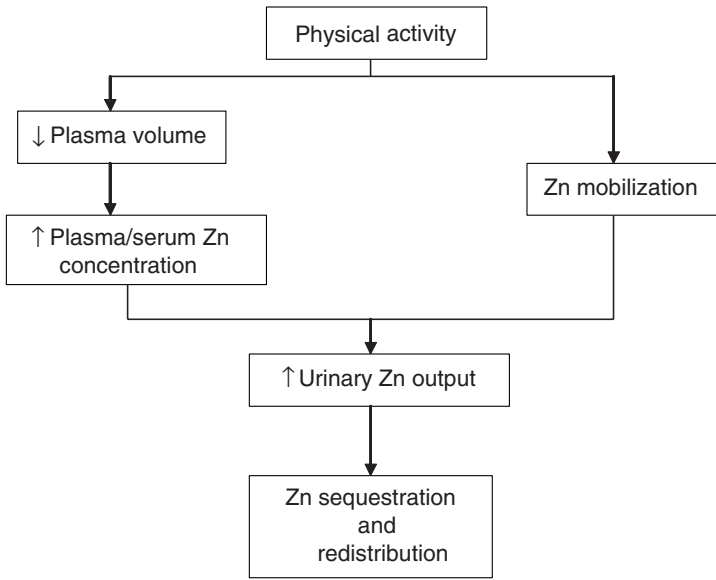 Physical activity
↓ Plasma volume
Zn mobilization
↑ Plasma/serum Zn
concentration
↑ Urinary Zn output
Zn sequestration
and
redistribution